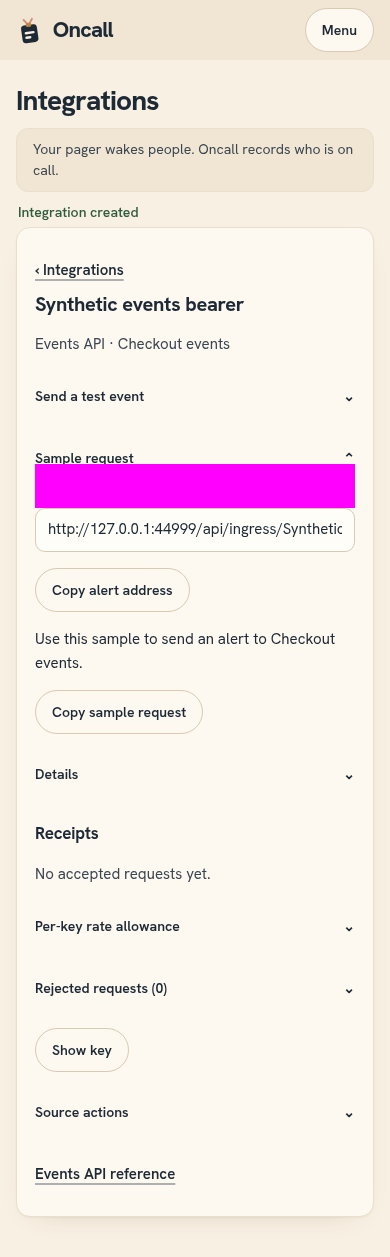 Oncall
Menu
Integrations
Your pager wakes people. Oncall records who is on
call.
Integration created
‹ Integrations
Synthetic events bearer
Events API · Checkout events
Send a test event
Sample request
http://127.0.0.1:44999/api/ingress/Synthetic
Copy alert address
Use this sample to send an alert to Checkout
events.
Copy sample request
Details
Receipts
No accepted requests yet.
Per-key rate allowance
Rejected requests (0)
Show key
Source actions
Events API reference